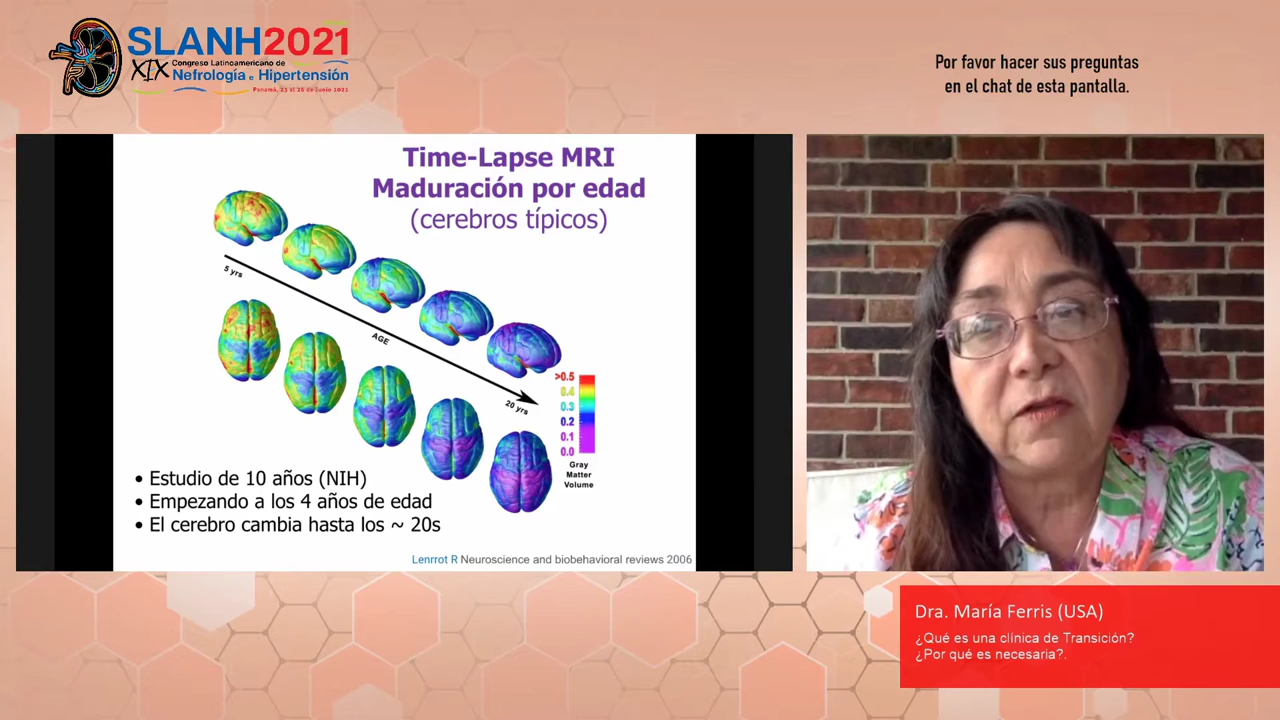 SLANH2021
XIX Congreso Latinoamericano de
Nefrología e Hipertensión
Panamá, 23 al 26 de Junio 2021
Por favor hacer sus preguntas
en el chat de esta pantalla.
Time-Lapse MRI
Maduración por edad
(cerebros típicos)
5 yrs
AGE
20 yrs
>0.5
0.4
0.3
0.2
0.1
0.0
Gray
Matter
Volume
• Estudio de 10 años (NIH)
• Empezando a los 4 años de edad
• El cerebro cambia hasta los ~ 20s
Lenrrot R Neuroscience and biobehavioral reviews 2006
Dra. María Ferris (USA)
¿Qué es una clínica de Transición?
¿Por qué es necesaria?.